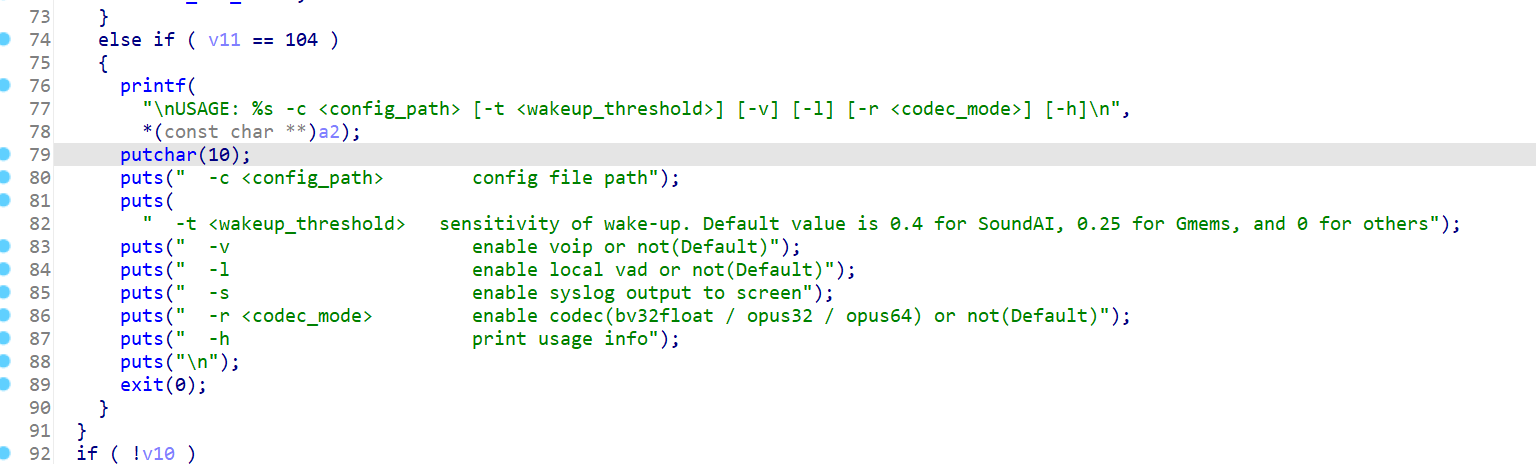 73 }
74 else if ( v11 == 104 )
75 {
76 printf(
77 "\nUSAGE: %s -c <config_path> [-t <wakeup_threshold>] [-v] [-l] [-r <codec_mode>] [-h]\n",
78 *(const char **)a2);
79 putchar(10);
80 puts("  -c <config_path>        config file path");
81 puts(
82 "  -t <wakeup_threshold>   sensitivity of wake-up. Default value is 0.4 for SoundAI, 0.25 for Gmems, and 0 for others");
83 puts("  -v                      enable voip or not(Default)");
84 puts("  -l                      enable local vad or not(Default)");
85 puts("  -s                      enable syslog output to screen");
86 puts("  -r <codec_mode>         enable codec(bv32float / opus32 / opus64) or not(Default)");
87 puts("  -h                      print usage info");
88 puts("\n");
89 exit(0);
90 }
91 }
92 if ( !v10 )